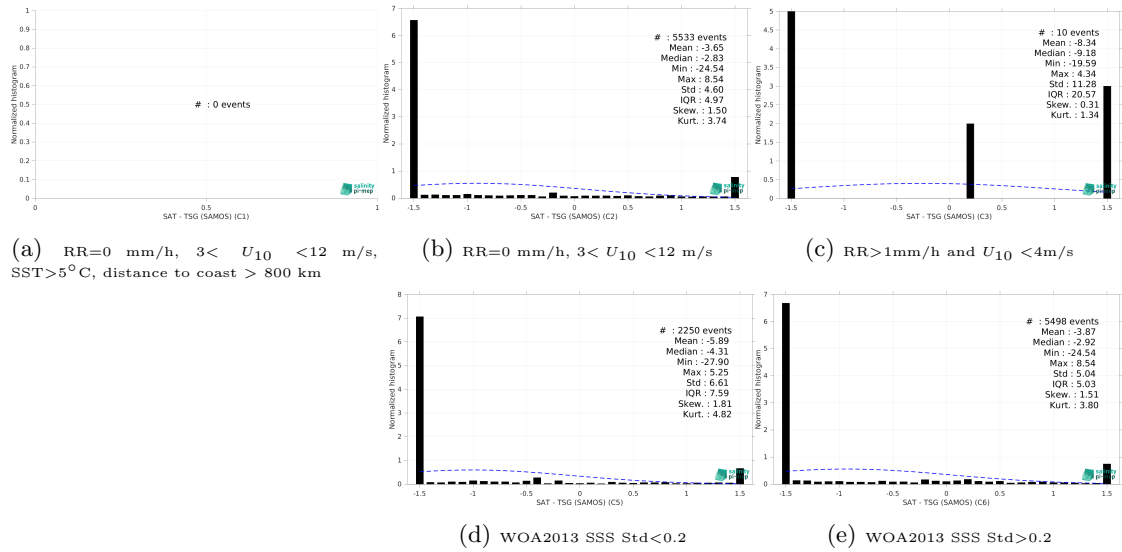 1
0.9
0.8
0.7
0.6
0.5
0.4
0.3
0.2
0.1
0
Normalized histogram
# : 0 events
salinity
pi-mep
0 0.5 1
SAT - TSG (SAMOS) (C1)
(a) RR=0 mm/h, 3< U10 <12 m/s,
SST>5°C, distance to coast > 800 km
7
6
5
4
3
2
1
0
Normalized histogram
# : 5533 events
Mean : -3.65
Median : -2.83
Min : -24.54
Max : 8.54
Std : 4.60
IQR : 4.97
Skew. : 1.50
Kurt. : 3.74
salinity
pi-mep
-1.5 -1 -0.5 0 0.5 1 1.5
SAT - TSG (SAMOS) (C2)
(b) RR=0 mm/h, 3< U10 <12 m/s
5
4.5
4
3.5
3
2.5
2
1.5
1
0.5
0
Normalized histogram
# : 10 events
Mean : -8.34
Median : -9.18
Min : -19.59
Max : 4.34
Std : 11.28
IQR : 20.57
Skew. : 0.31
Kurt. : 1.34
salinity
pi-mep
-1.5 -1 -0.5 0 0.5 1 1.5
SAT - TSG (SAMOS) (C3)
(c) RR>1mm/h and U10 <4m/s
8
7
6
5
4
3
2
1
0
Normalized histogram
# : 2250 events
Mean : -5.89
Median : -4.31
Min : -27.90
Max : 5.25
Std : 6.61
IQR : 7.59
Skew. : 1.81
Kurt. : 4.82
salinity
pi-mep
-1.5 -1 -0.5 0 0.5 1 1.5
SAT - TSG (SAMOS) (C5)
(d) WOA2013 SSS Std<0.2
7
6
5
4
3
2
1
0
Normalized histogram
# : 5498 events
Mean : -3.87
Median : -2.92
Min : -24.54
Max : 8.54
Std : 5.04
IQR : 5.03
Skew. : 1.51
Kurt. : 3.80
salinity
pi-mep
-1.5 -1 -0.5 0 0.5 1 1.5
SAT - TSG (SAMOS) (C6)
(e) WOA2013 SSS Std>0.2